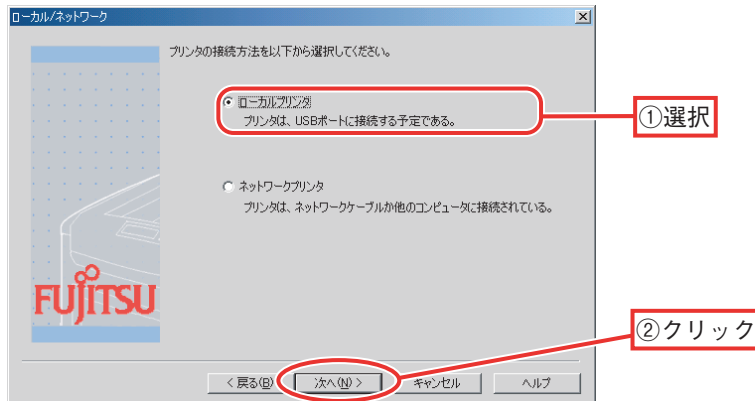 ローカル/ネットワーク
プリンタの接続方法を以下から選択してください。
ローカルプリンタ
プリンタは、USBポートに接続する予定である。
①選択
ネットワークプリンタ
プリンタは、ネットワークケーブルか他のコンピュータに接続されている。
FUJITSU
②クリック
< 戻る(B) 次へ(N) > キャンセル ヘルプ